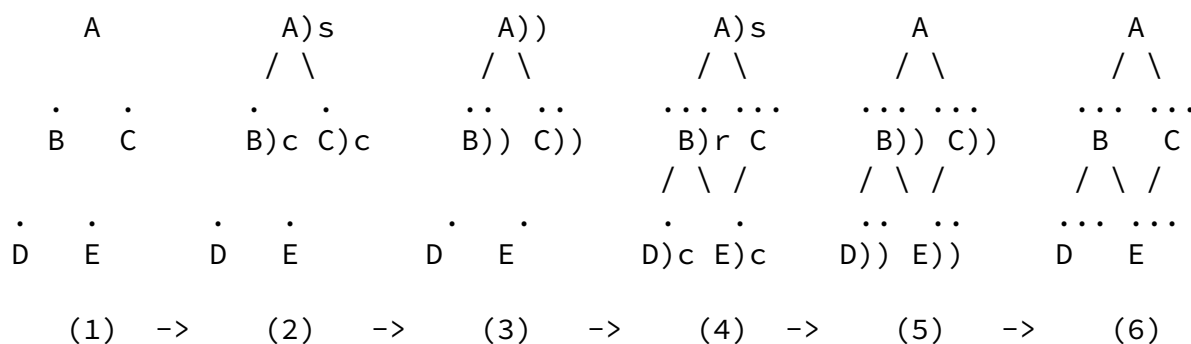 A A)s A)) A)s A A
/ \ / \ / \ / \ / \
. . . . .. .. ... ... ... ... ... ...
B C B)c C)c B)) C)) B)r C B)) C)) B C
/ \ / / \ / / \ /
. . . . . . . . .. .. ... ...
D E D E D E D)c E)c D)) E)) D E
(1) -> (2) -> (3) -> (4) -> (5) -> (6)